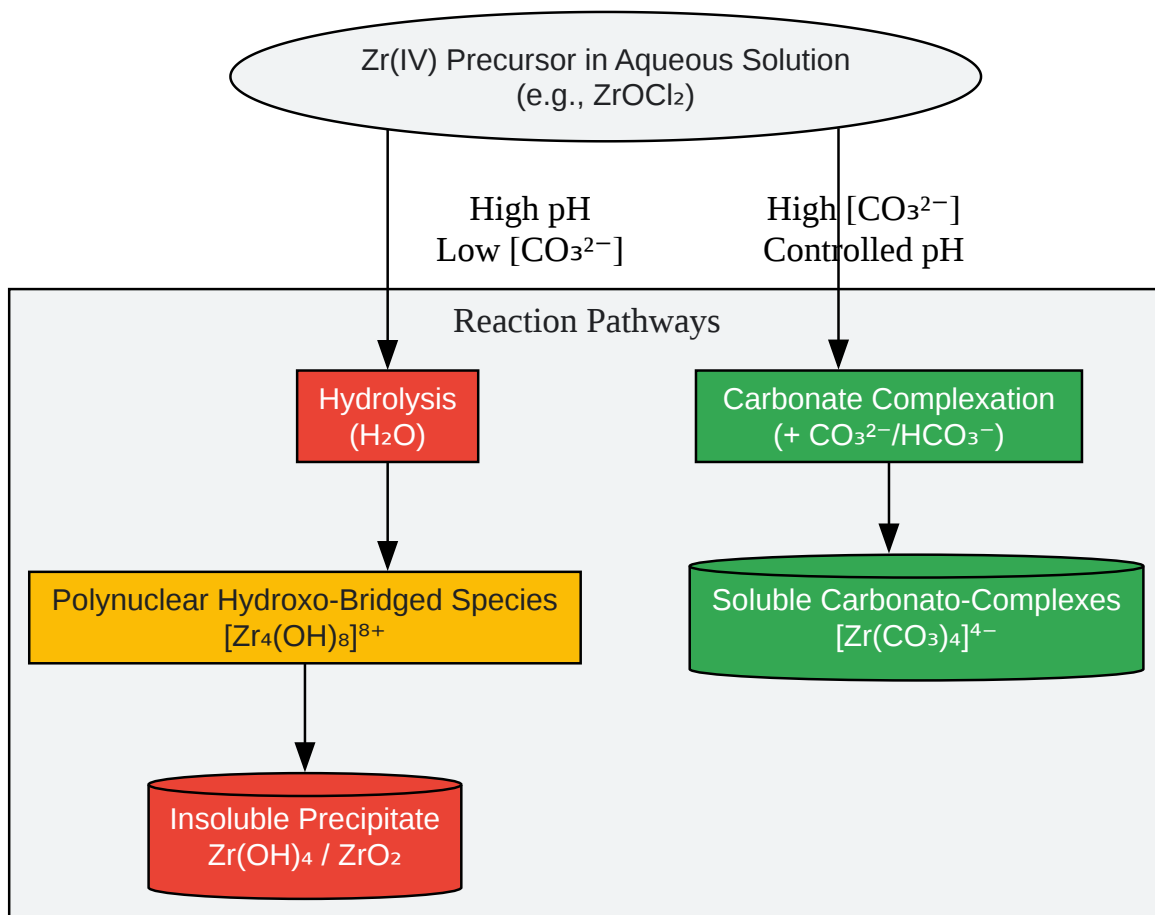 Zr(IV) Precursor in Aqueous Solution
(e.g., ZrOCl₂)
High pH
Low [CO₃²⁻]
High [CO₃²⁻]
Controlled pH
Reaction Pathways
Hydrolysis
(H₂O)
Carbonate Complexation
(+ CO₃²⁻/HCO₃⁻)
Polynuclear Hydroxo-Bridged Species
[Zr₄(OH)₈]⁸⁺
Soluble Carbonato-Complexes
[Zr(CO₃)₄]⁴⁻
Insoluble Precipitate
Zr(OH)₄ / ZrO₂